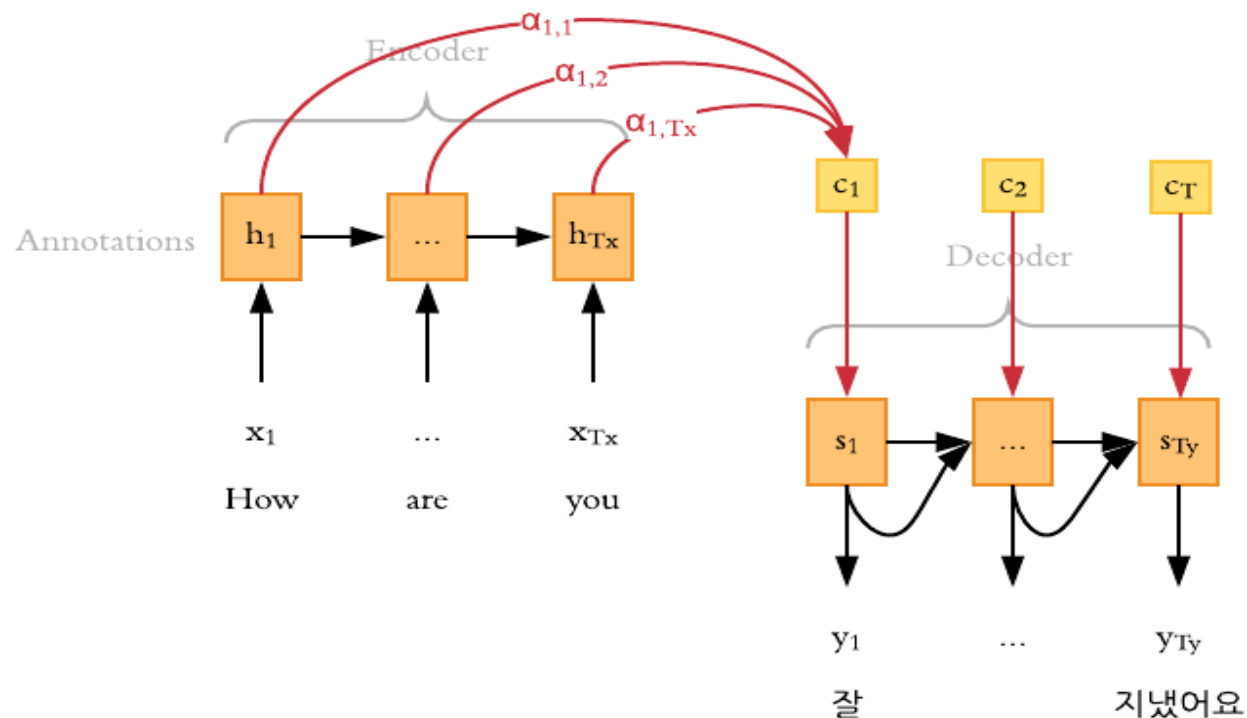 α1,1
Encoder
α1,2
α1,Tx
c1 c2 cT
Annotations h1 ... hTx
Decoder
x1 ... xTx
s1 ... sTy
How are you
y1 ... yTy
잘 지냈어요